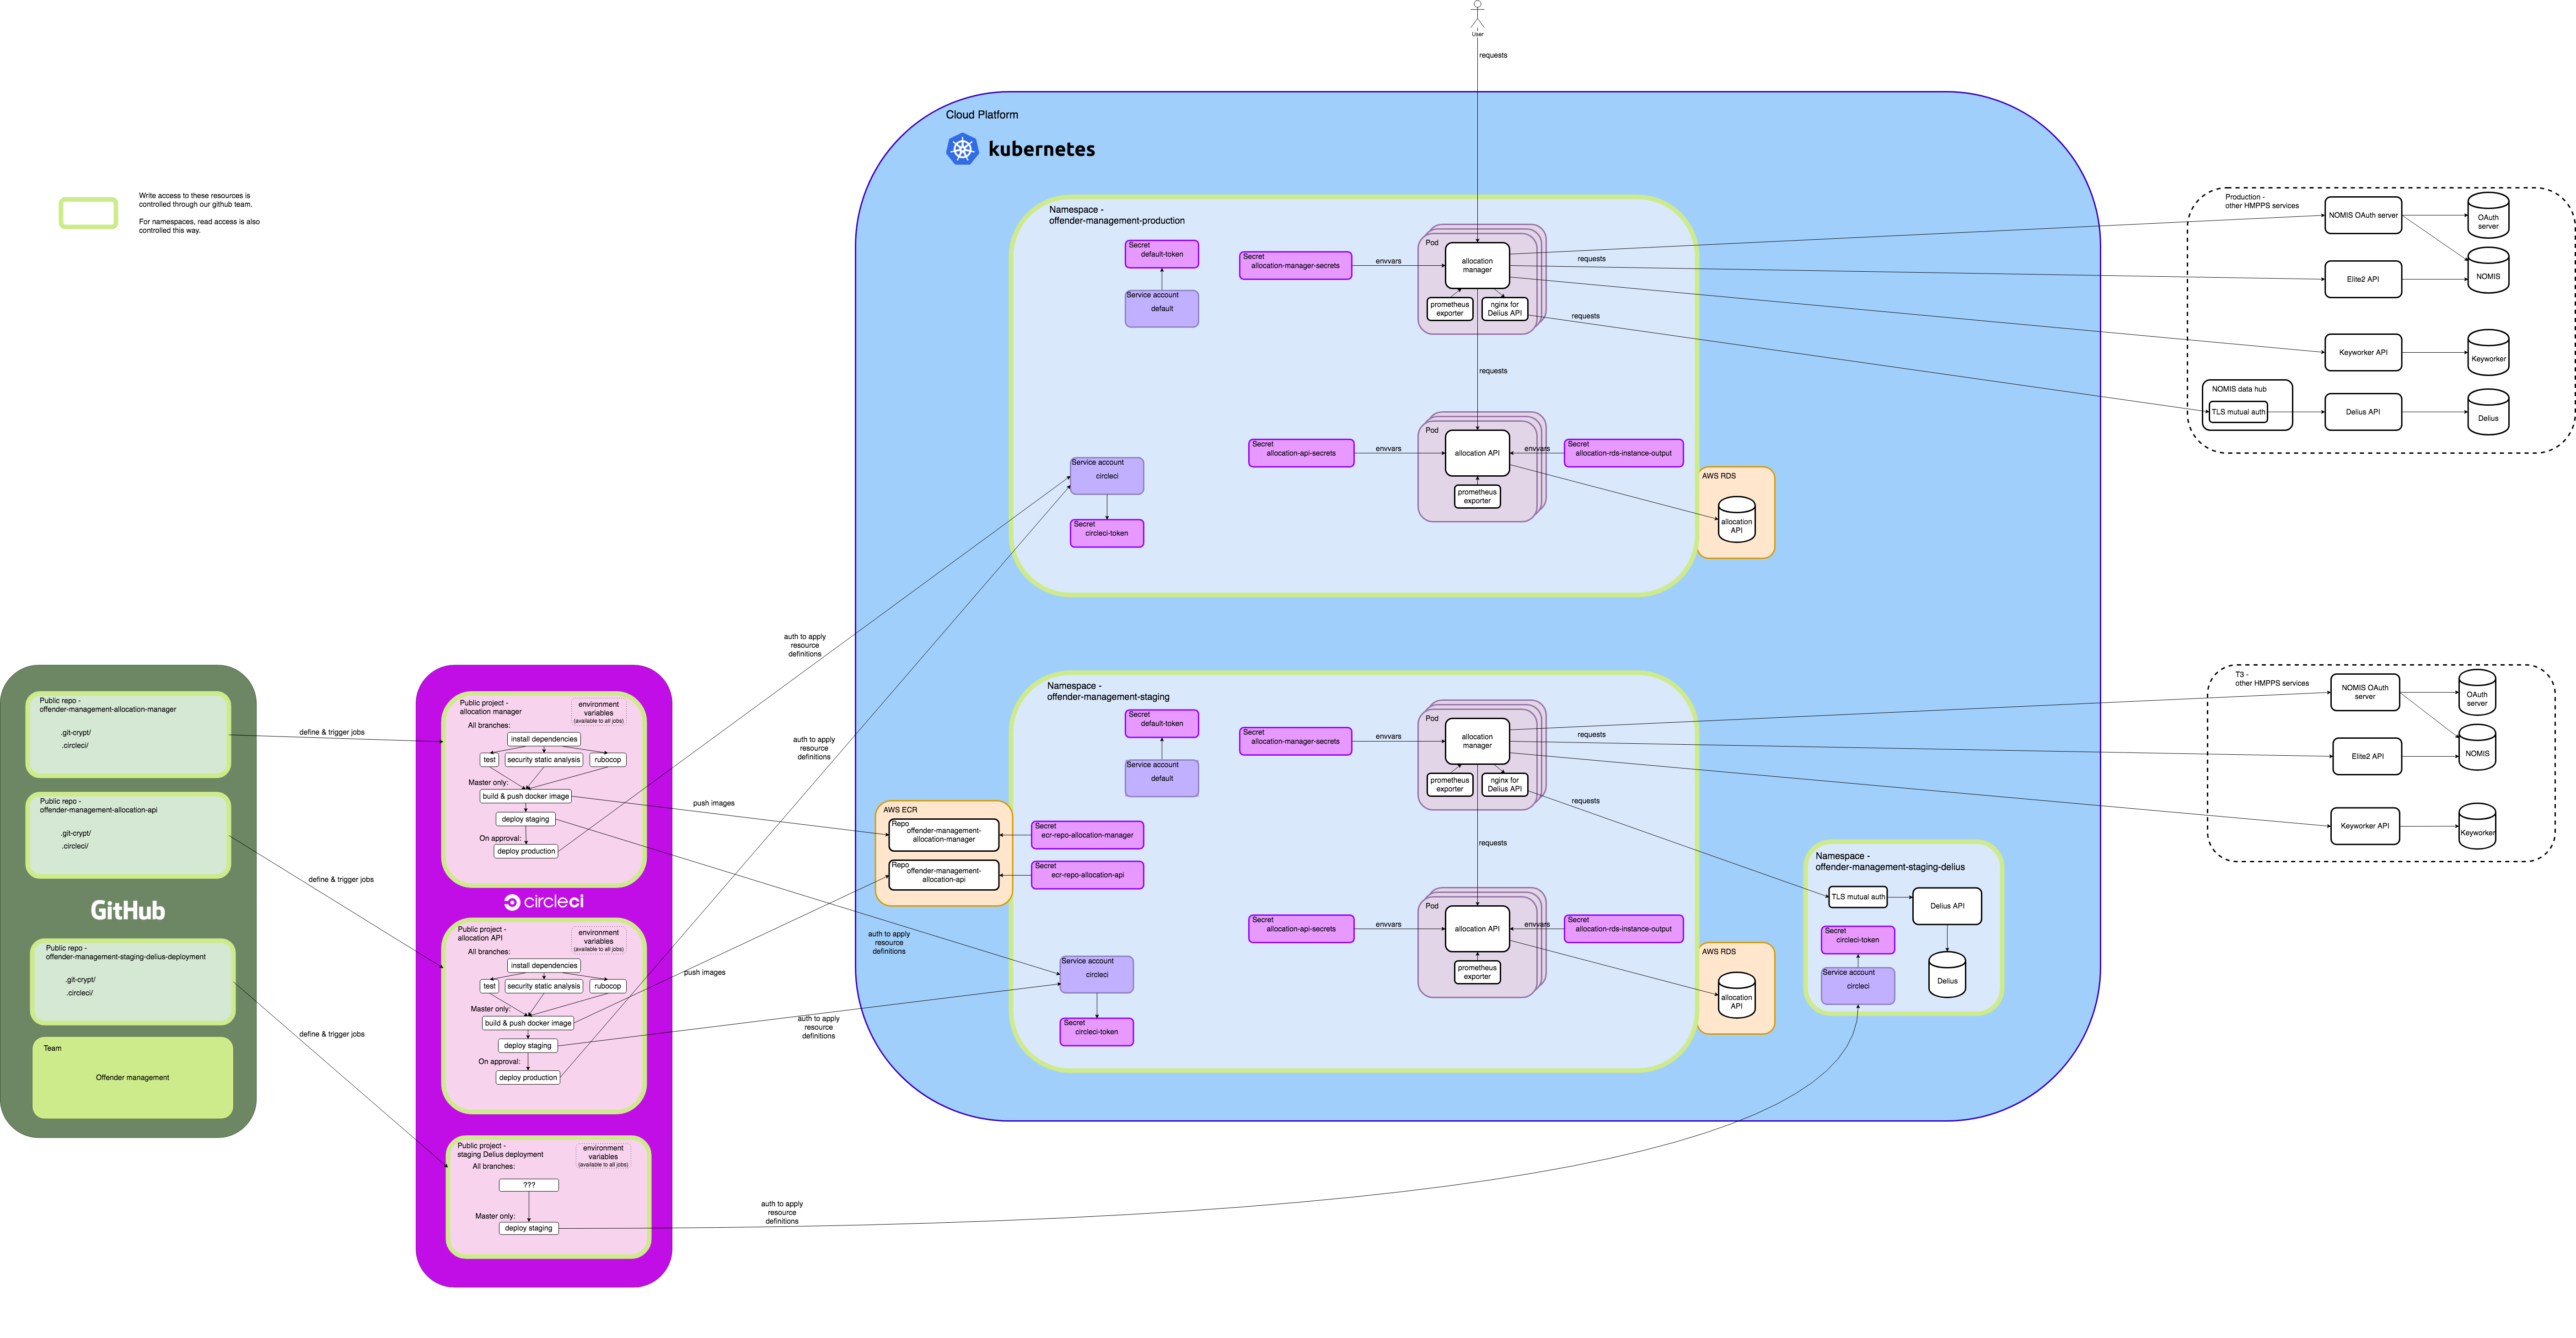 User
requests
Cloud Platform
kubernetes
Write access to these resources is
controlled through our github team.
For namespaces, read access is also
controlled this way.
Namespace -
offender-management-production
Secret
default-token
Service account
default
Secret
allocation-manager-secrets
envvars
Pod
allocation
manager
prometheus
exporter
nginx for
Delius API
requests
requests
requests
Secret
allocation-api-secrets
envvars
Pod
allocation API
prometheus
exporter
envvars
Secret
allocation-rds-instance-output
Service account
circleci
Secret
circleci-token
AWS RDS
allocation
API
Production -
other HMPPS services
NOMIS OAuth server
OAuth
server
Elite2 API
NOMIS
Keyworker API
Keyworker
NOMIS data hub
TLS mutual auth
Delius API
Delius
Public repo -
offender-management-allocation-manager
.git-crypt/
.circleci/
Public repo -
offender-management-allocation-api
.git-crypt/
.circleci/
GitHub
Public repo -
offender-management-staging-delius-deployment
.git-crypt/
.circleci/
Team
Offender management
define & trigger jobs
define & trigger jobs
define & trigger jobs
Public project -
allocation manager
environment
variables
(available to all jobs)
All branches:
install dependencies
test
security static analysis
rubocop
Master only:
build & push docker image
deploy staging
On approval:
deploy production
circleci
Public project -
allocation API
environment
variables
(available to all jobs)
All branches:
install dependencies
test
security static analysis
rubocop
Master only:
build & push docker image
deploy staging
On approval:
deploy production
Public project -
staging Delius deployment
environment
variables
(available to all jobs)
All branches:
???
Master only:
deploy staging
auth to apply
resource
definitions
auth to apply
resource
definitions
push images
auth to apply
resource
definitions
push images
auth to apply
resource
definitions
auth to apply
resource
definitions
AWS ECR
Repo
offender-management-
allocation-manager
Repo
offender-management-
allocation-api
Secret
ecr-repo-allocation-manager
Secret
ecr-repo-allocation-api
Namespace -
offender-management-staging
Secret
default-token
Service account
default
Secret
allocation-manager-secrets
envvars
Pod
allocation
manager
prometheus
exporter
nginx for
Delius API
requests
requests
requests
Secret
allocation-api-secrets
envvars
Pod
allocation API
prometheus
exporter
envvars
Secret
allocation-rds-instance-output
Service account
circleci
Secret
circleci-token
AWS RDS
allocation
API
Namespace -
offender-management-staging-delius
TLS mutual auth
Delius API
Secret
circleci-token
Service account
circleci
Delius
T3 -
other HMPPS services
NOMIS OAuth
server
OAuth
server
Elite2 API
NOMIS
Keyworker API
Keyworker